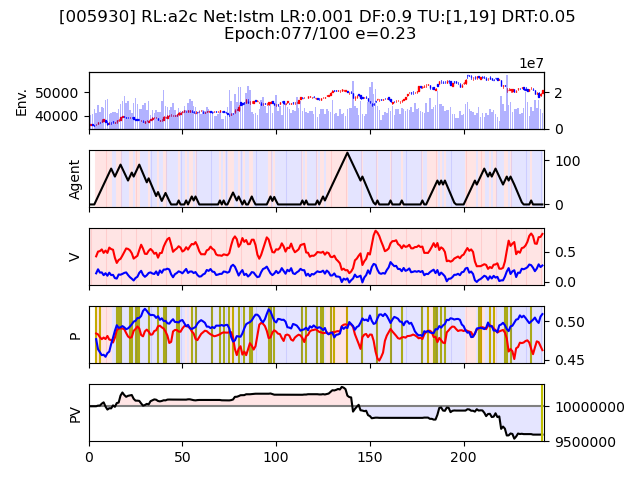 [005930] RL:a2c Net:lstm LR:0.001 DF:0.9 TU:[1,19] DRT:0.05
Epoch:077/100 e=0.23
1e7
Env.
50000
40000
2
0
Agent
100
0
V
0.5
0.0
P
0.50
0.45
PV
10000000
9500000
0 50 100 150 200